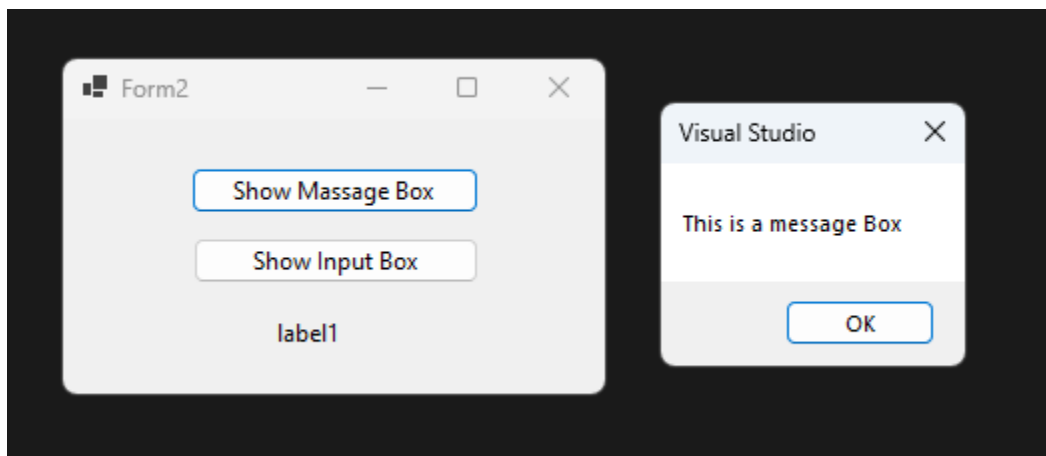 Form2
Show Massage Box
Show Input Box
label1
Visual Studio
This is a message Box
OK